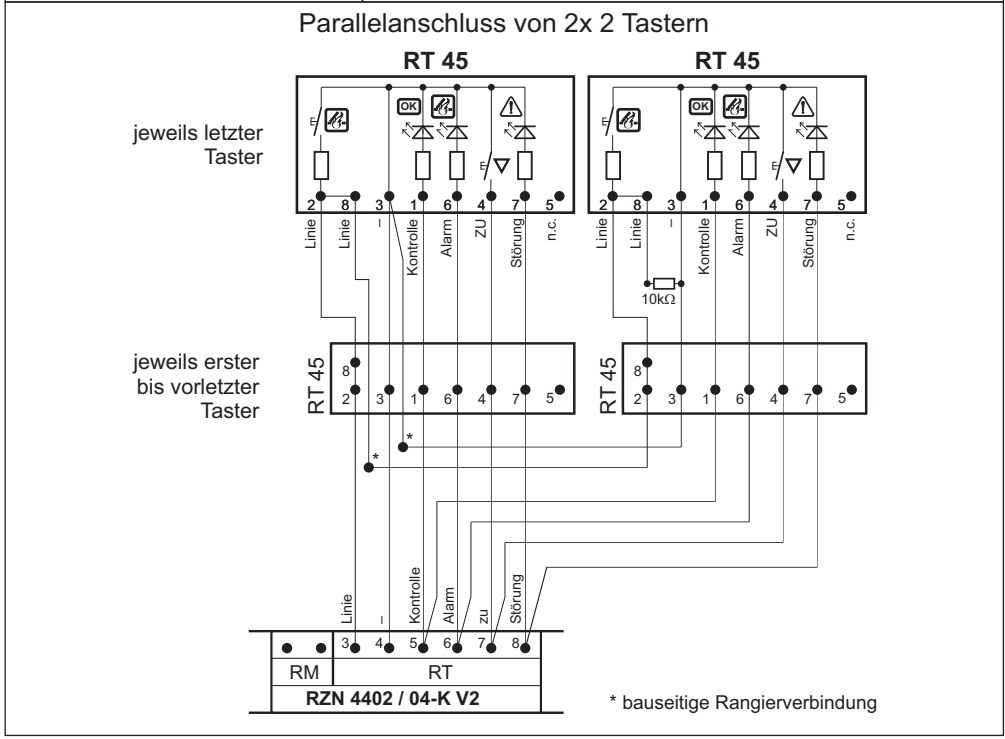 Parallelanschluss von 2x 2 Tastern
RT 45 RT 45
jeweils letzter
Taster
OK OK
2 8 3 1 6 4 7 5 2 8 3 1 6 4 7 5
Linie Linie – Kontrolle Alarm ZU Störung n.c. Linie Linie – Kontrolle Alarm ZU Störung n.c.
10kΩ
jeweils erster
bis vorletzter
Taster
RT 45 8 RT 45 8
2 3 1 6 4 7 5 2 3 1 6 4 7 5
*
*
Linie – Kontrolle Alarm zu Störung
3 4 5 6 7 8
RM RT
RZN 4402 / 04-K V2
* bauseitige Rangierverbindung